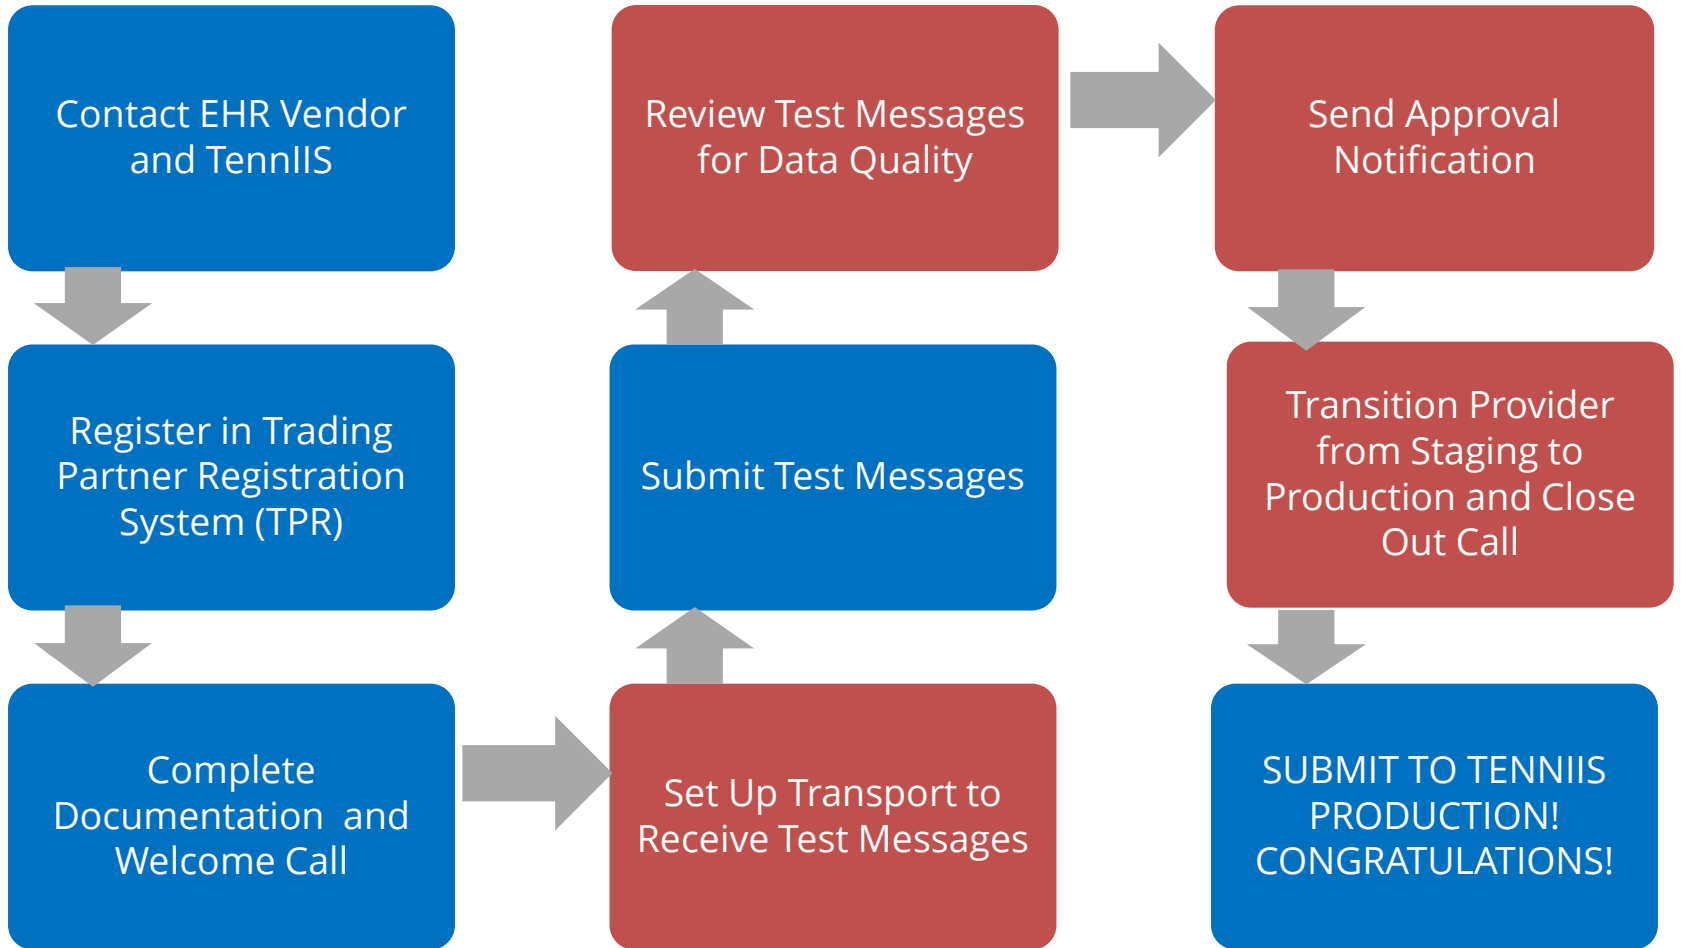 Contact EHR Vendor
and TennIIS
Register in Trading
Partner Registration
System (TPR)
Complete
Documentation  and
Welcome Call
Set Up Transport to
Receive Test Messages
Submit Test Messages
Review Test Messages
for Data Quality
Send Approval
Notification
Transition Provider
from Staging to
Production and Close
Out Call
SUBMIT TO TENNIIS
PRODUCTION!
CONGRATULATIONS!